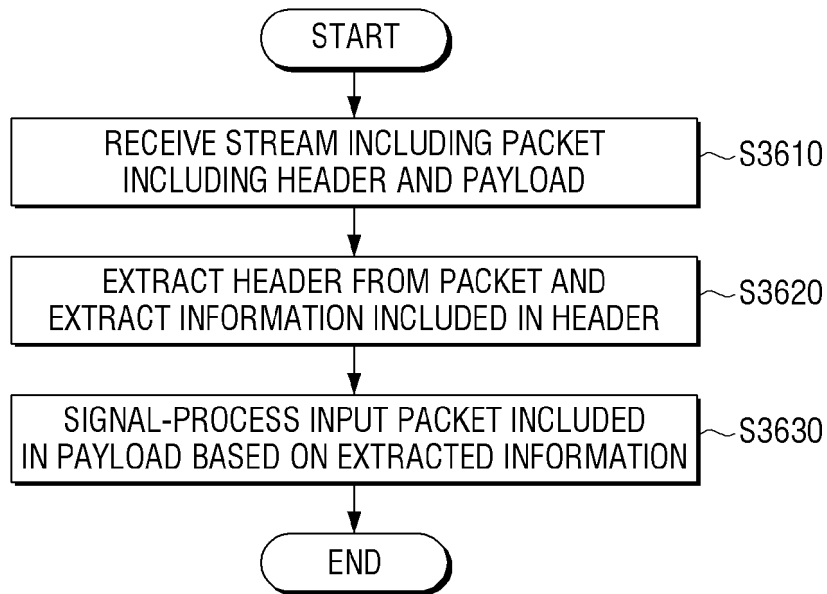 START
RECEIVE STREAM INCLUDING PACKET
INCLUDING HEADER AND PAYLOAD
S3610
EXTRACT HEADER FROM PACKET AND
EXTRACT INFORMATION INCLUDED IN HEADER
S3620
SIGNAL-PROCESS INPUT PACKET INCLUDED
IN PAYLOAD BASED ON EXTRACTED INFORMATION
S3630
END